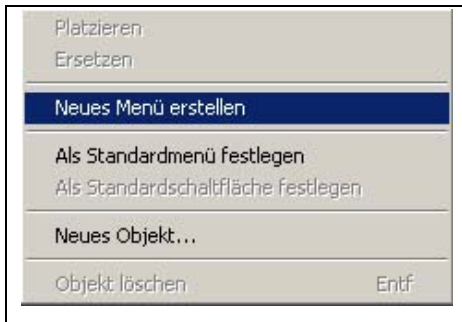 Platzieren
Ersetzen
Neues Menü erstellen
Als Standardmenü festlegen
Als Standardschaltfläche festlegen
Neues Objekt...
Objekt löschen Entf